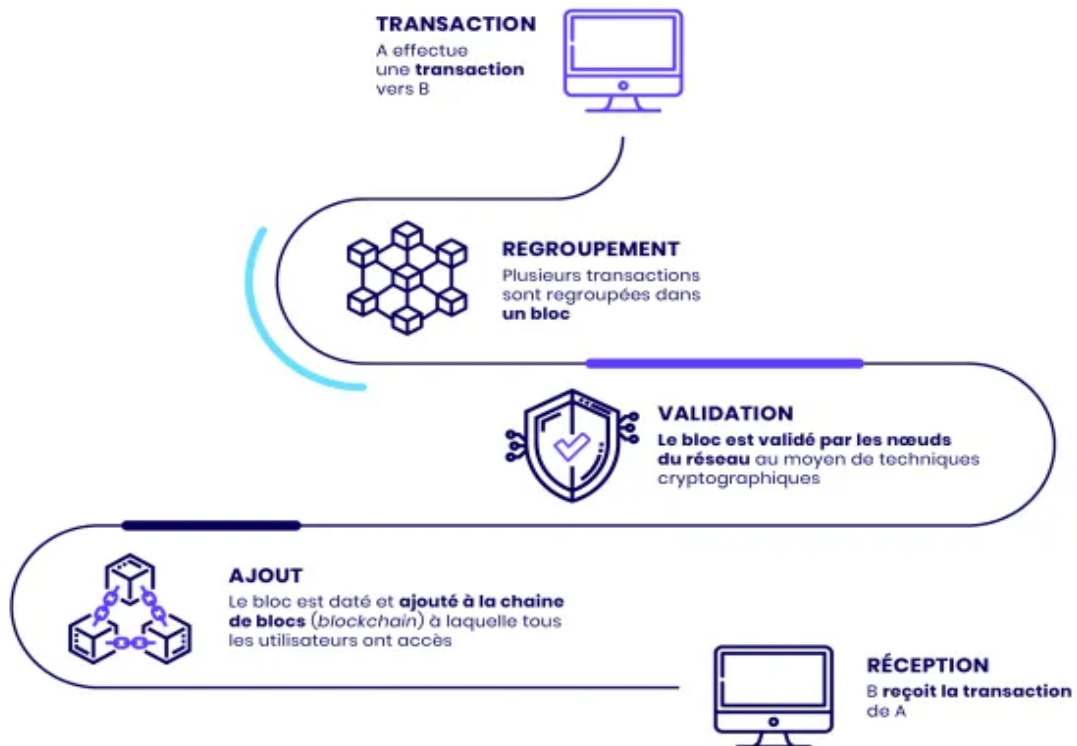 TRANSACTION
A effectue
une transaction
vers B
REGROUPEMENT
Plusieurs transactions
sont regroupées dans
un bloc
VALIDATION
Le bloc est validé par les nœuds
du réseau au moyen de techniques
cryptographiques
AJOUT
Le bloc est daté et ajouté à la chaine
de blocs (blockchain) à laquelle tous
les utilisateurs ont accès
RÉCEPTION
B reçoit la transaction
de A